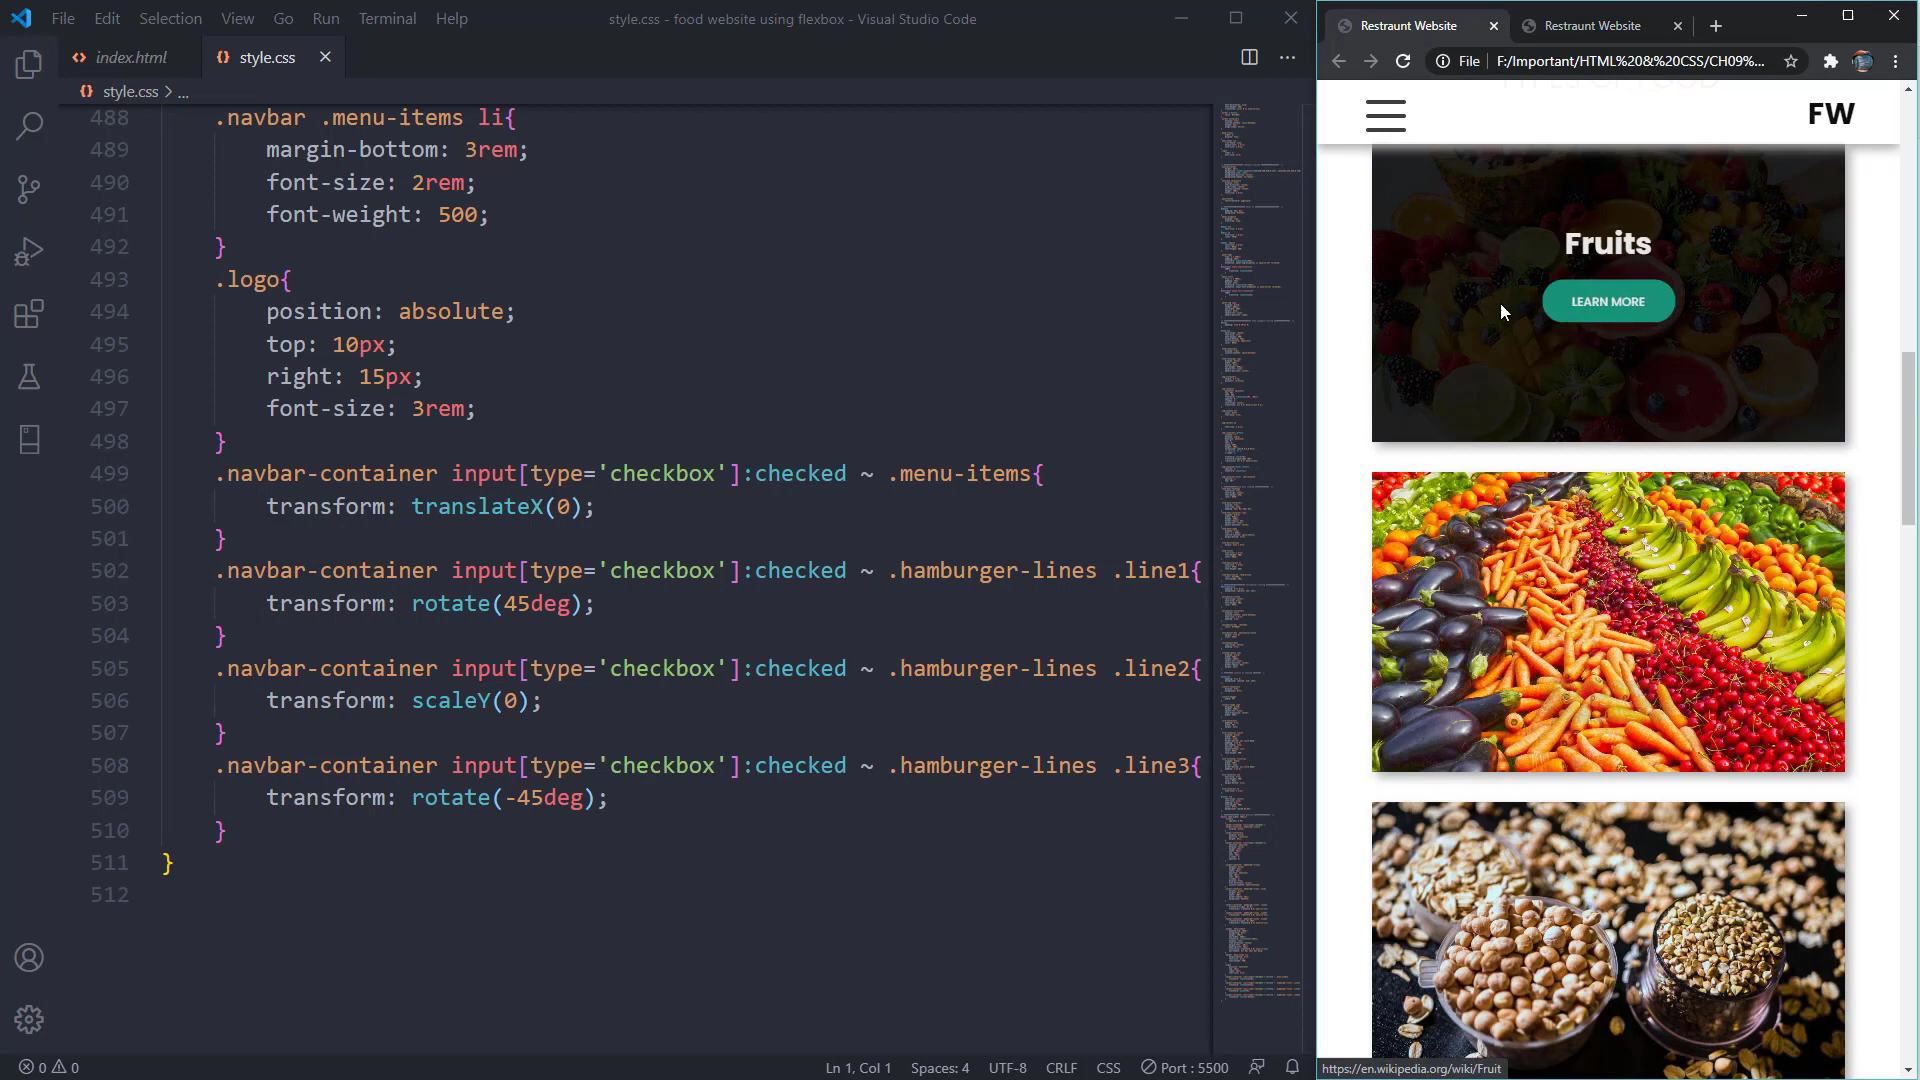 File Edit Selection View Go Run Terminal Help
style.css - food website using flexbox - Visual Studio Code
index.html
style.css
style.css > ...
488 .navbar .menu-items li{
489 margin-bottom: 3rem;
490 font-size: 2rem;
491 font-weight: 500;
492 }
493 .logo{
494 position: absolute;
495 top: 10px;
496 right: 15px;
497 font-size: 3rem;
498 }
499 .navbar-container input[type='checkbox']:checked ~ .menu-items{
500 transform: translateX(0);
501 }
502 .navbar-container input[type='checkbox']:checked ~ .hamburger-lines .line1{
503 transform: rotate(45deg);
504 }
505 .navbar-container input[type='checkbox']:checked ~ .hamburger-lines .line2{
506 transform: scaleY(0);
507 }
508 .navbar-container input[type='checkbox']:checked ~ .hamburger-lines .line3{
509 transform: rotate(-45deg);
510 }
511 }
512
0 0
Ln 1, Col 1 Spaces: 4 UTF-8 CRLF CSS Port : 5500
Restraunt Website
Restraunt Website
File F:/Important/HTML%20&%20CSS/CH09%...
FW
Fruits
LEARN MORE
https://en.wikipedia.org/wiki/Fruit